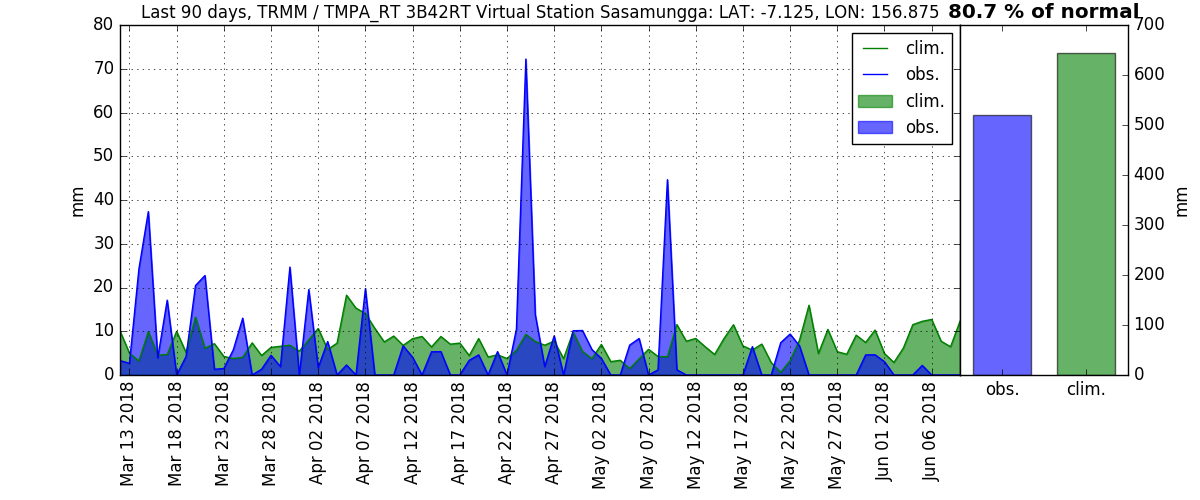 Last 90 days, TRMM / TMPA_RT 3B42RT Virtual Station Sasamungga: LAT: -7.125, LON: 156.875
80.7 % of normal
clim.
obs.
clim.
obs.
mm
80
70
60
50
40
30
20
10
0
Mar 13 2018
Mar 18 2018
Mar 23 2018
Mar 28 2018
Apr 02 2018
Apr 07 2018
Apr 12 2018
Apr 17 2018
Apr 22 2018
Apr 27 2018
May 02 2018
May 07 2018
May 12 2018
May 17 2018
May 22 2018
May 27 2018
Jun 01 2018
Jun 06 2018
700
600
500
400
300
200
100
0
mm
obs.
clim.